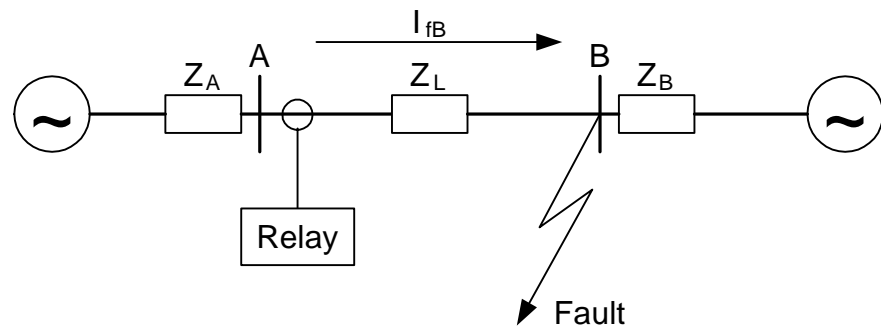 I_fB
A
B
Z_A
Z_L
Z_B
~
~
Relay
Fault